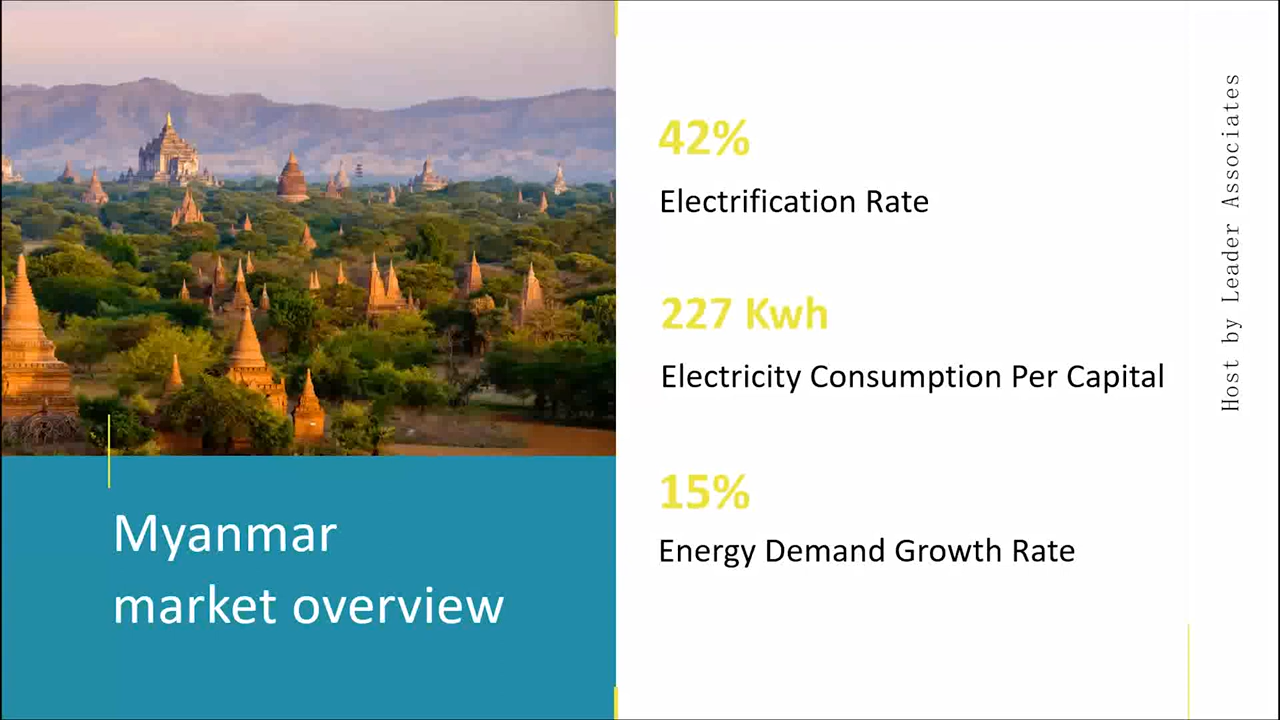 Myanmar
market overview
42%
Electrification Rate
227 Kwh
Electricity Consumption Per Capital
15%
Energy Demand Growth Rate
Host by Leader Associates